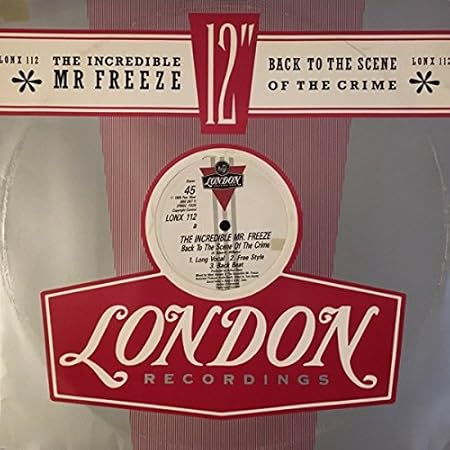 LONX 112
THE INCREDIBLE
MR FREEZE
12"
BACK TO THE SCENE
OF THE CRIME
LONX 112
LONDON
45
LONX 112
THE INCREDIBLE MR. FREEZE
Back To The Scene Of The Crime
1. Long Vocal 2. Free Style
3. Back Beat
LONDON
RECORDINGS